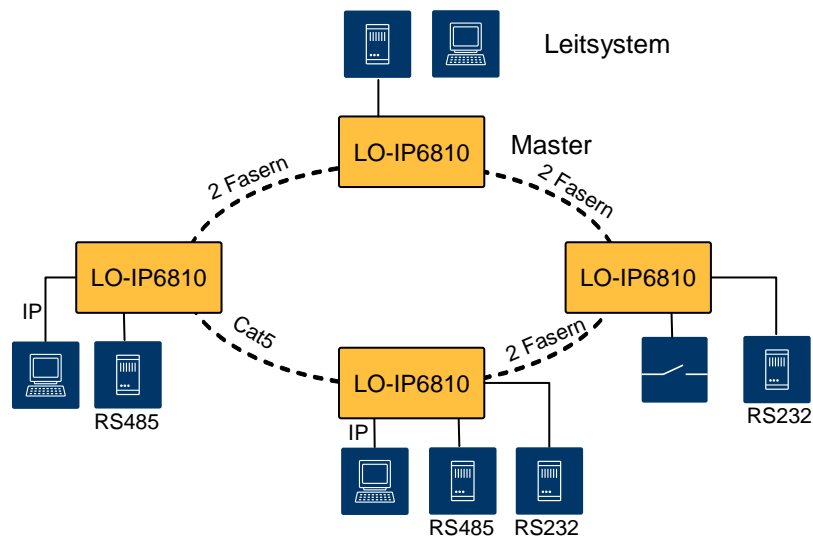 Leitsystem
LO-IP6810
Master
2 Fasern
2 Fasern
LO-IP6810
LO-IP6810
IP
Cat5
2 Fasern
LO-IP6810
RS485
IP
RS232
RS485
RS232